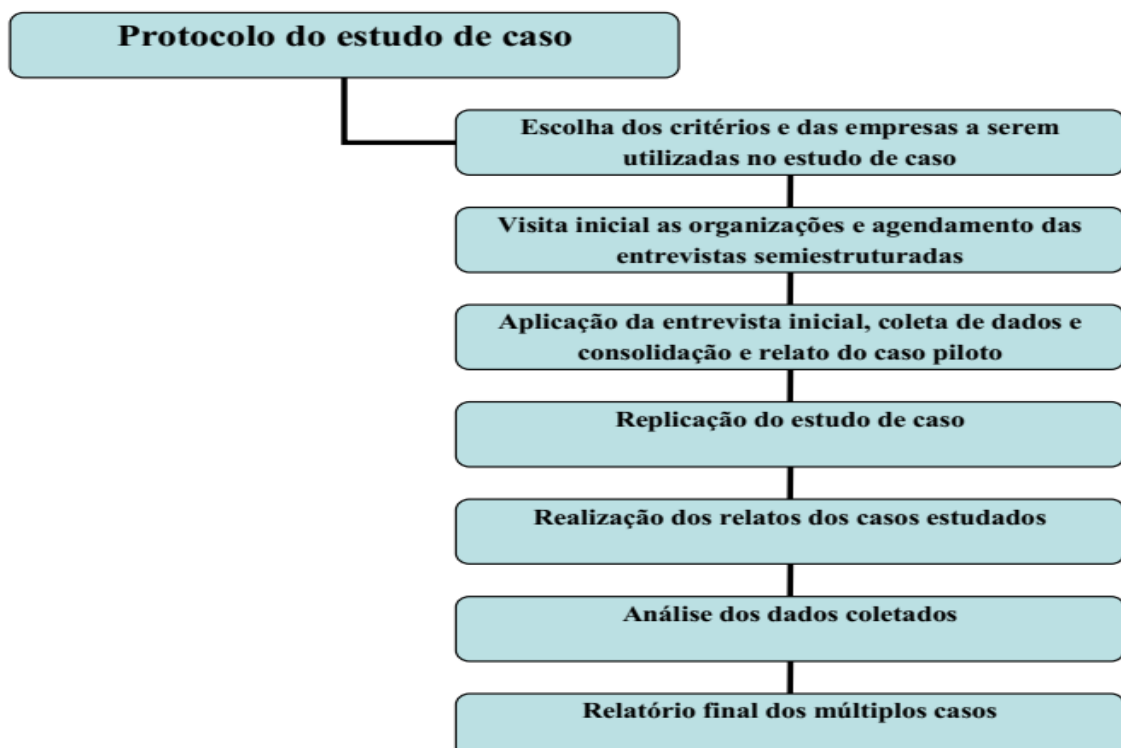 Protocolo do estudo de caso
Escolha dos critérios e das empresas a serem
utilizadas no estudo de caso
Visita inicial as organizações e agendamento das
entrevistas semiestruturadas
Aplicação da entrevista inicial, coleta de dados e
consolidação e relato do caso piloto
Replicação do estudo de caso
Realização dos relatos dos casos estudados
Análise dos dados coletados
Relatório final dos múltiplos casos